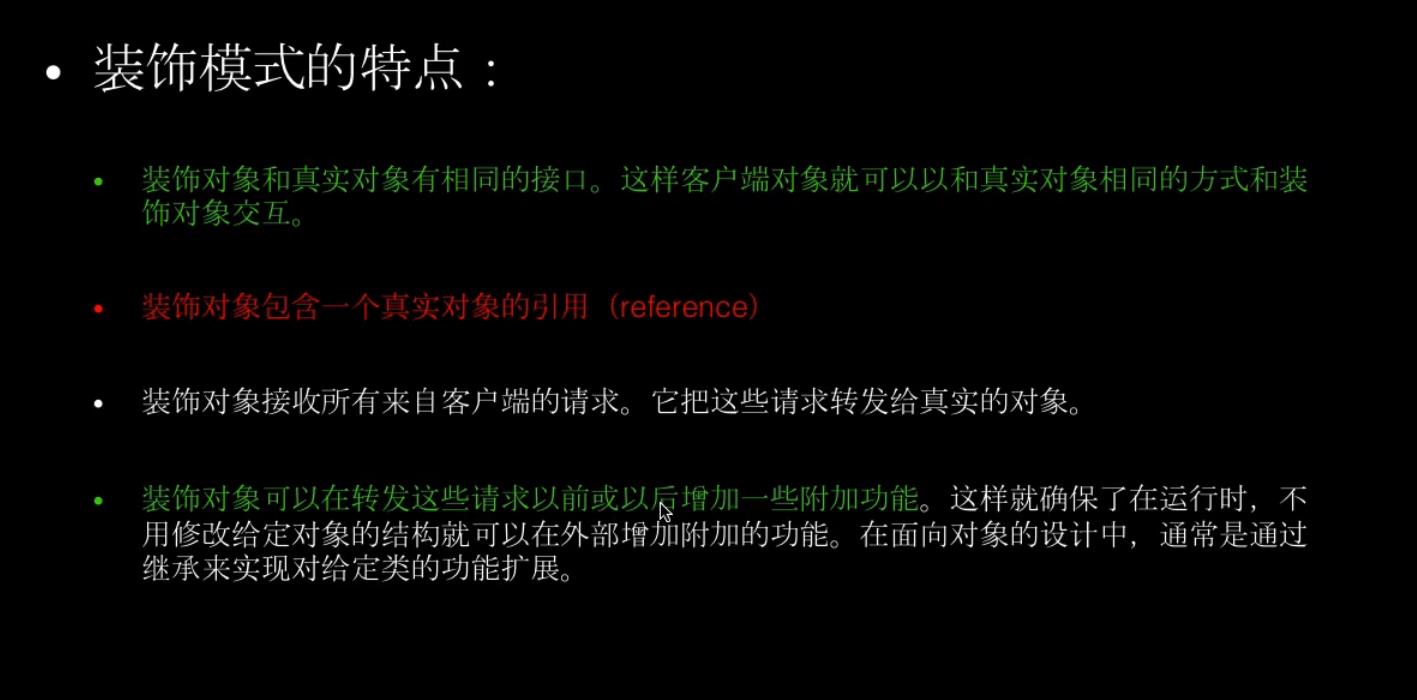 • 装饰模式的特点：
• 装饰对象和真实对象有相同的接口。这样客户端对象就可以以和真实对象相同的方式和装
饰对象交互。
• 装饰对象包含一个真实对象的引用（reference）
• 装饰对象接收所有来自客户端的请求。它把这些请求转发给真实的对象。
• 装饰对象可以在转发这些请求以前或以后增加一些附加功能。这样就确保了在运行时，不
用修改给定对象的结构就可以在外部增加附加的功能。在面向对象的设计中，通常是通过
继承来实现对给定类的功能扩展。